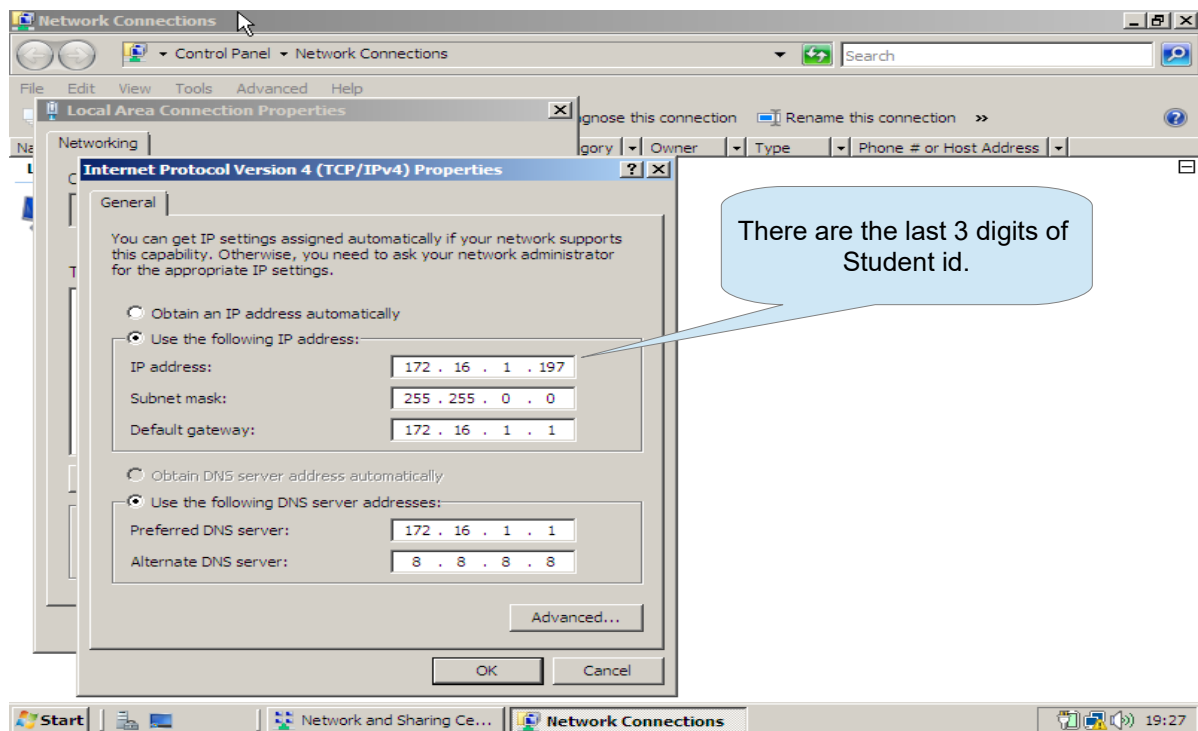 Network Connections
Control Panel Network Connections
Search
File Edit View Tools Advanced Help
Local Area Connection Properties
gnose this connection Rename this connection »
Networking
gory Owner Type Phone # or Host Address
Internet Protocol Version 4 (TCP/IPv4) Properties
General
You can get IP settings assigned automatically if your network supports
this capability. Otherwise, you need to ask your network administrator
for the appropriate IP settings.
There are the last 3 digits of
Student id.
Obtain an IP address automatically
Use the following IP address:
IP address: 172 . 16 . 1 . 197
Subnet mask: 255 . 255 . 0 . 0
Default gateway: 172 . 16 . 1 . 1
Obtain DNS server address automatically
Use the following DNS server addresses:
Preferred DNS server: 172 . 16 . 1 . 1
Alternate DNS server: 8 . 8 . 8 . 8
Advanced...
OK Cancel
Start Network and Sharing Ce... Network Connections 19:27